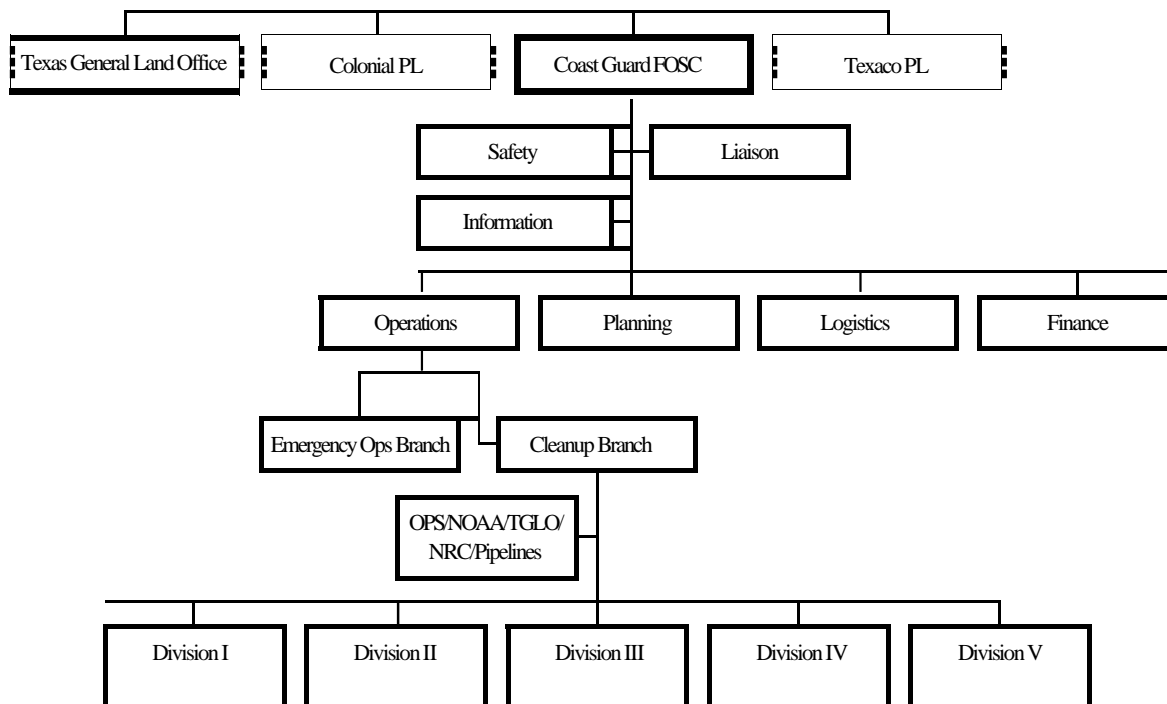 Texas General Land Office
Colonial PL
Coast Guard FOSC
Texaco PL
Safety
Liaison
Information
Operations
Planning
Logistics
Finance
Emergency Ops Branch
Cleanup Branch
OPS/NOAA/TGLO/
NRC/Pipelines
Division I
Division II
Division III
Division IV
Division V